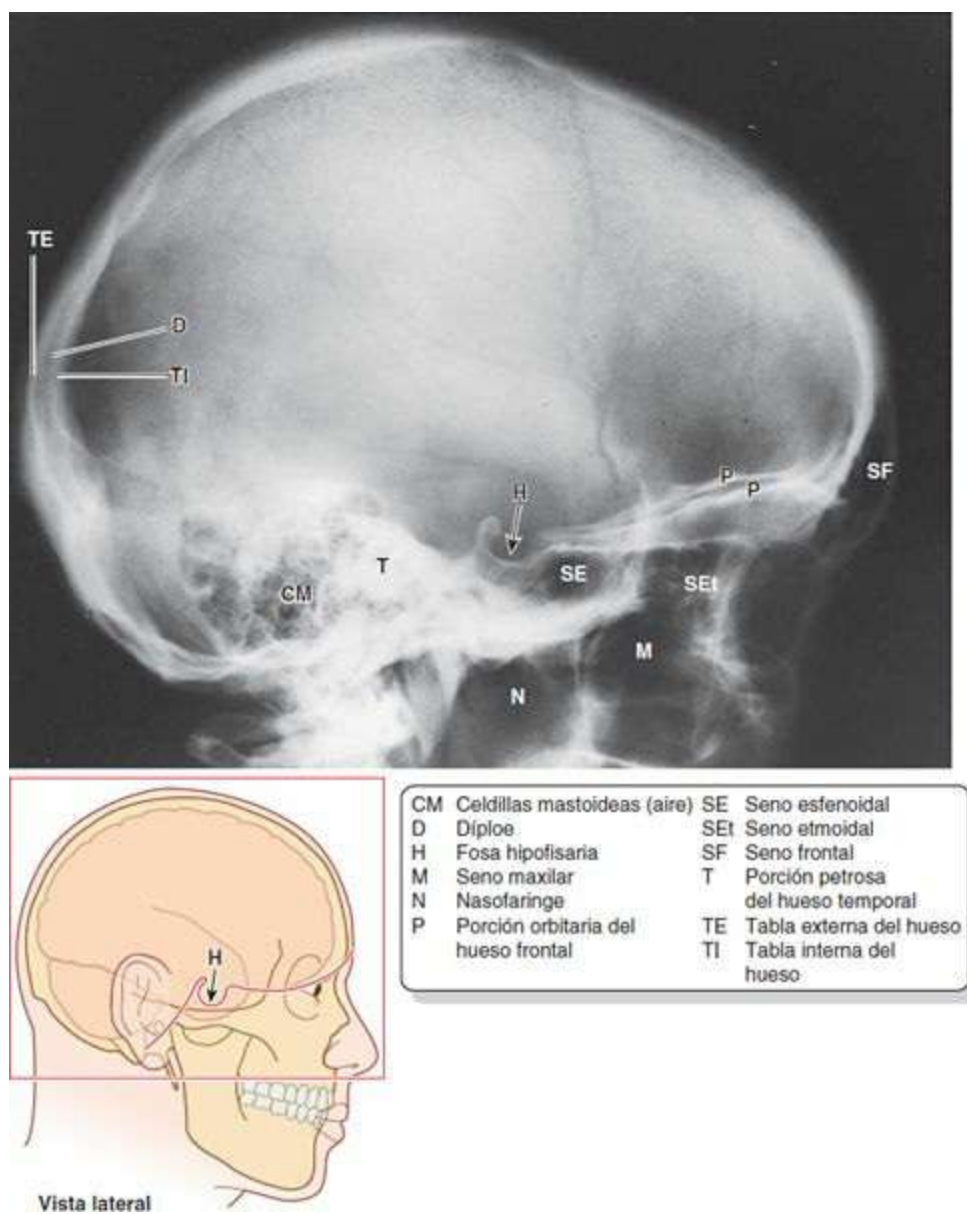 TE
D
TI
H
P
P
SF
T
SE
SEt
CM
M
N
H
Vista lateral
CM Celdillas mastoideas (aire)
D Díploe
H Fosa hipofisaria
M Seno maxilar
N Nasofaringe
P Porción orbitaria del
hueso frontal
SE Seno esfenoidal
SEt Seno etmoidal
SF Seno frontal
T Porción petrosa
del hueso temporal
TE Tabla externa del hueso
TI Tabla interna del
hueso